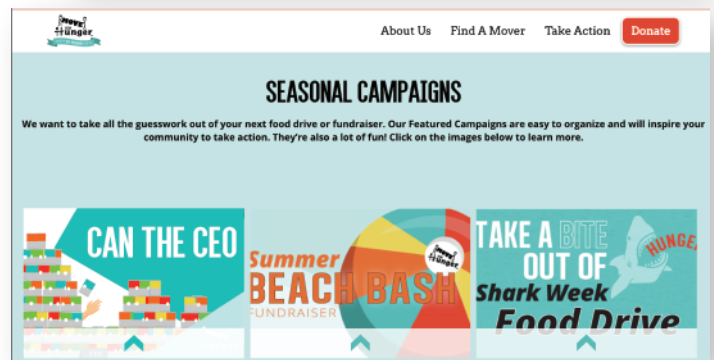 MOVE
FOR
Hunger
About Us Find A Mover Take Action Donate
SEASONAL CAMPAIGNS
We want to take all the guesswork out of your next food drive or fundraiser. Our Featured Campaigns are easy to organize and will inspire your
community to take action. They're also a lot of fun! Click on the images below to learn more.
CAN THE CEO
Summer
BEACH BASH
FUNDRAISER
MOVE
FOR
Hunger
TAKE A BITE
OUT OF
HUNGE
Shark Week
Food Drive